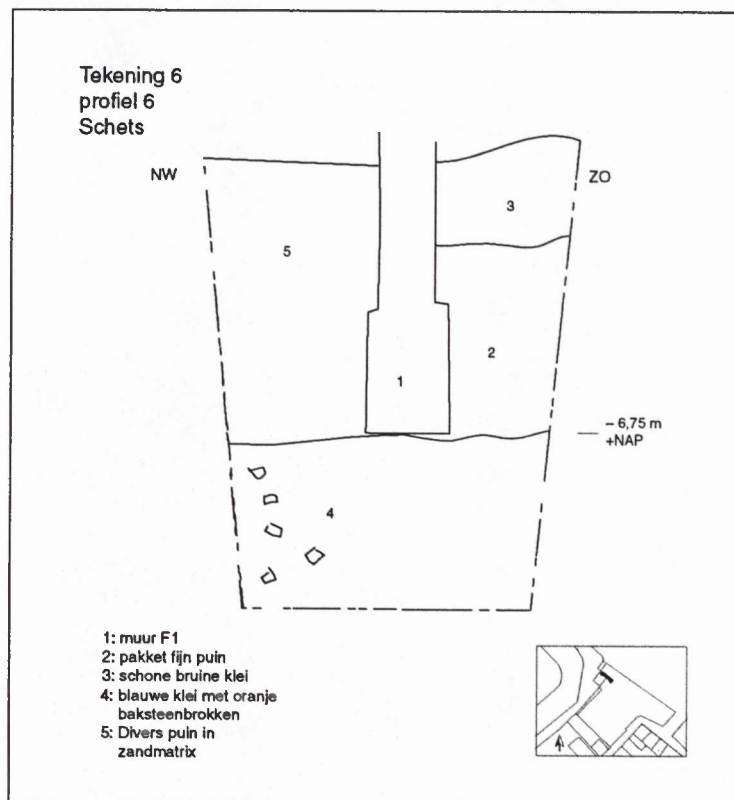 Tekening 6
profiel 6
Schets
NW
ZO
3
5
2
1
– 6,75 m
+NAP
4
1: muur F1
2: pakket fijn puin
3: schone bruine klei
4: blauwe klei met oranje
baksteenbrokken
5: Divers puin in
zandmatrix